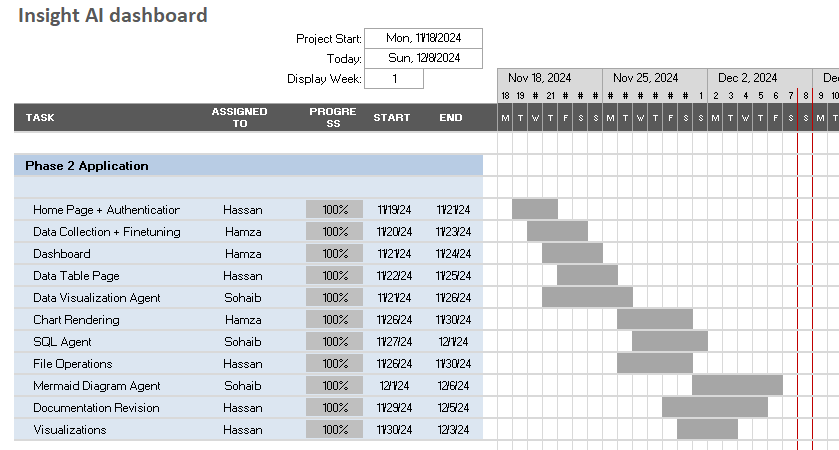 Insight AI dashboard
Project Start: Mon, 11/18/2024
Today: Sun, 12/8/2024
Display Week: 1
Nov 18, 2024 Nov 25, 2024 Dec 2, 2024 Dec
18 19 # 21 # # # # # # # # # 1 2 3 4 5 6 7 8 9 10
TASK ASSIGNED TO PROGRESS START END M T W T F S S M T W T F S S M T W T F S S M T
Phase 2 Application
Home Page + Authentication Hassan 100% 11/19/24 11/21/24
Data Collection + Finetuning Hamza 100% 11/20/24 11/23/24
Dashboard Hamza 100% 11/21/24 11/24/24
Data Table Page Hassan 100% 11/22/24 11/25/24
Data Visualization Agent Sohaib 100% 11/21/24 11/26/24
Chart Rendering Hamza 100% 11/26/24 11/30/24
SQL Agent Sohaib 100% 11/27/24 12/1/24
File Operations Hassan 100% 11/26/24 11/30/24
Mermaid Diagram Agent Sohaib 100% 12/1/24 12/6/24
Documentation Revision Hassan 100% 11/29/24 12/5/24
Visualizations Hassan 100% 11/30/24 12/3/24